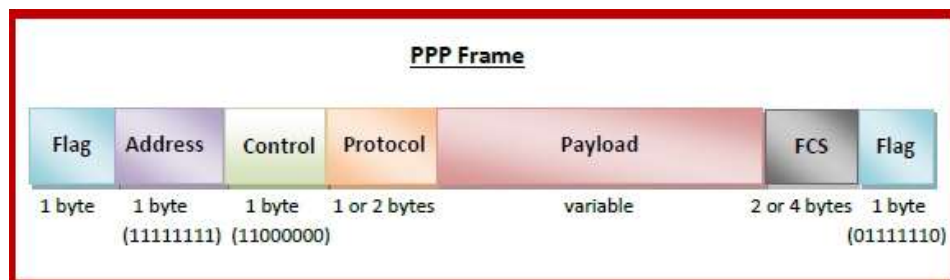 PPP Frame
Flag Address Control Protocol Payload FCS Flag
1 byte 1 byte 1 byte 1 or 2 bytes variable 2 or 4 bytes 1 byte
(11111111) (11000000) (01111110)